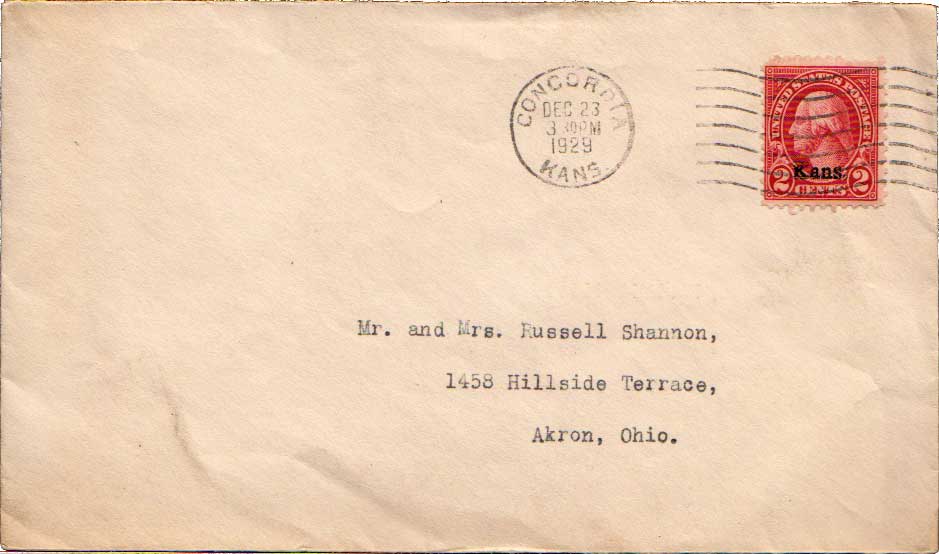 CONCORDIA
DEC 23
3 30PM
1929
KANS.
UNITED STATES POSTAGE
Kans.
2 CENTS 2
Mr. and Mrs. Russell Shannon,
1458 Hillside Terrace,
Akron, Ohio.